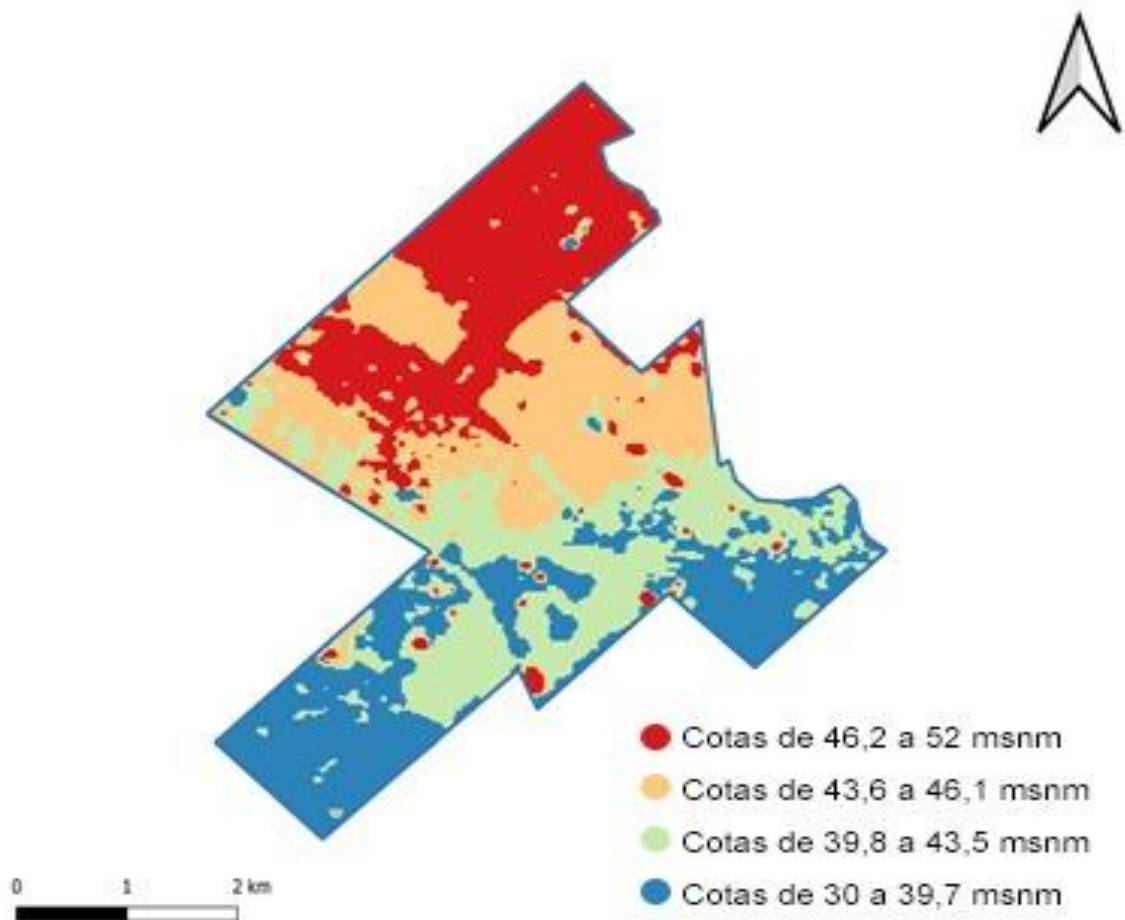 Cotas de 46,2 a 52 msnm
Cotas de 43,6 a 46,1 msnm
Cotas de 39,8 a 43,5 msnm
Cotas de 30 a 39,7 msnm
0 1 2 km